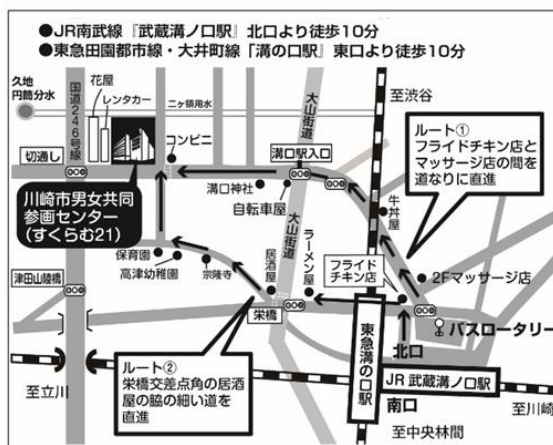 ●JR南武線『武蔵溝ノ口駅』北口より徒歩10分
●東急田園都市線・大井町線「溝の口駅」東口より徒歩10分
久地
円筒分水
国道246号線
花屋
レンタカー
二ヶ領用水
大山街道
至渋谷
コンビニ
切通し
溝口駅入口
ルート①
フライドチキン店と
マッサージ店の間を
道なりに直進
溝口神社
自転車屋
牛丼屋
川崎市男女共同
参画センター
(すくらむ21)
大山街道
ラーメン屋
フライド
チキン店
保育園
高津幼稚園
宗隆寺
居酒屋
2Fマッサージ店
津田山陸橋
栄橋
バスロータリー
北口
東急溝の口駅
ルート②
栄橋交差点角の居酒
屋の脇の細い道を
直進
JR 武蔵溝ノ口駅
南口
至立川
至川崎
至中央林間